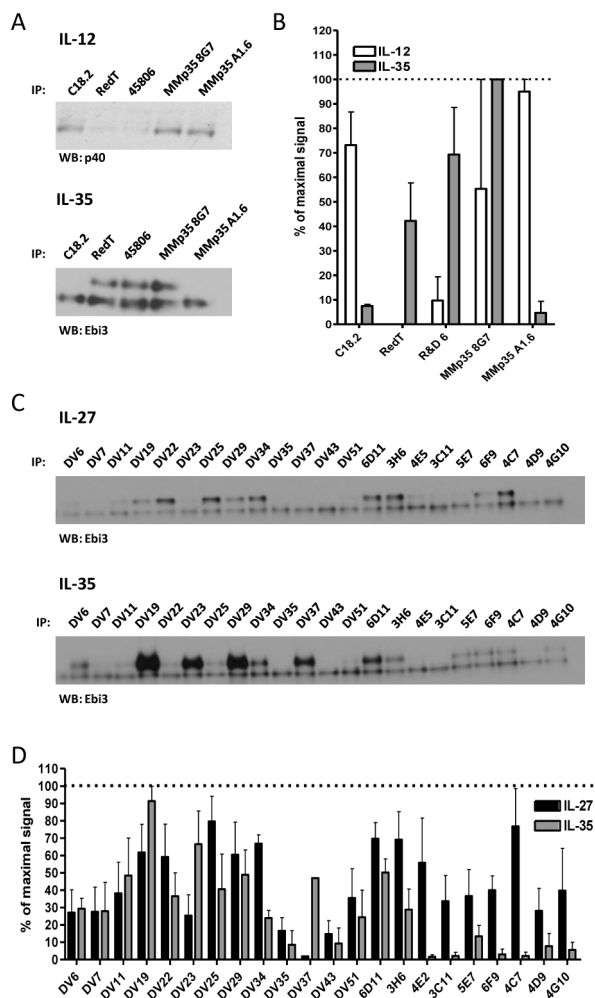 A
IL-12
IP: C18.2 RedT 45806 MMp35 8G7 MMp35 A1.6
WB: p40
IL-35
IP: C18.2 RedT 45806 MMp35 8G7 MMp35 A1.6
WB: Ebi3
B
IL-12
IL-35
% of maximal signal
120
110
100
90
80
70
60
50
40
30
20
10
0
C18.2 RedT R&D 6 MMp35 8G7 MMp35 A1.6
C
IL-27
IP: DV6 DV7 DV11 DV19 DV22 DV23 DV25 DV29 DV34 DV35 DV37 DV43 DV51 6D11 3H6 4E5 3C11 5E7 6F9 4C7 4D9 4G10
WB: Ebi3
IL-35
IP: DV6 DV7 DV11 DV19 DV22 DV23 DV25 DV29 DV34 DV35 DV37 DV43 DV51 6D11 3H6 4E5 3C11 5E7 6F9 4C7 4D9 4G10
WB: Ebi3
D
% of maximal signal
110
100
90
80
70
60
50
40
30
20
10
0
IL-27
IL-35
DV6 DV7 DV11 DV19 DV22 DV23 DV25 DV29 DV34 DV35 DV37 DV43 DV51 6D11 3H6 4E2 3C11 5E7 6F9 4C7 4D9 4G10